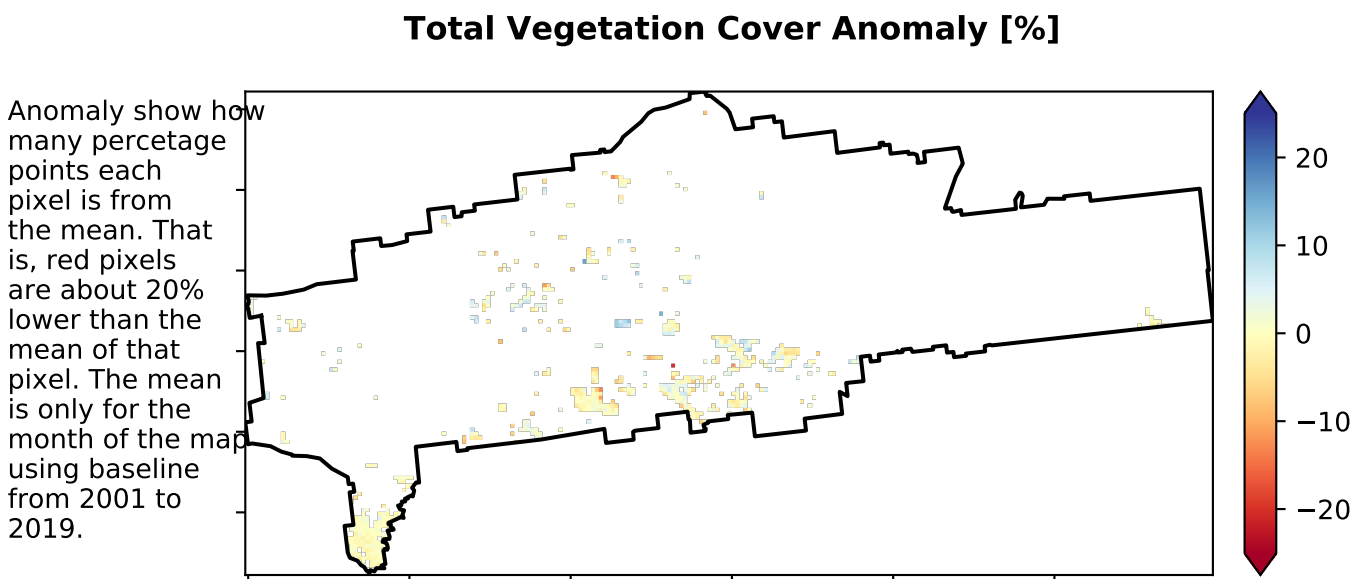 Total Vegetation Cover Anomaly [%]
Anomaly show how
many percetage
points each
pixel is from
the mean. That
is, red pixels
are about 20%
lower than the
mean of that
pixel. The mean
is only for the
month of the map
using baseline
from 2001 to
2019.
20
10
0
−10
−20